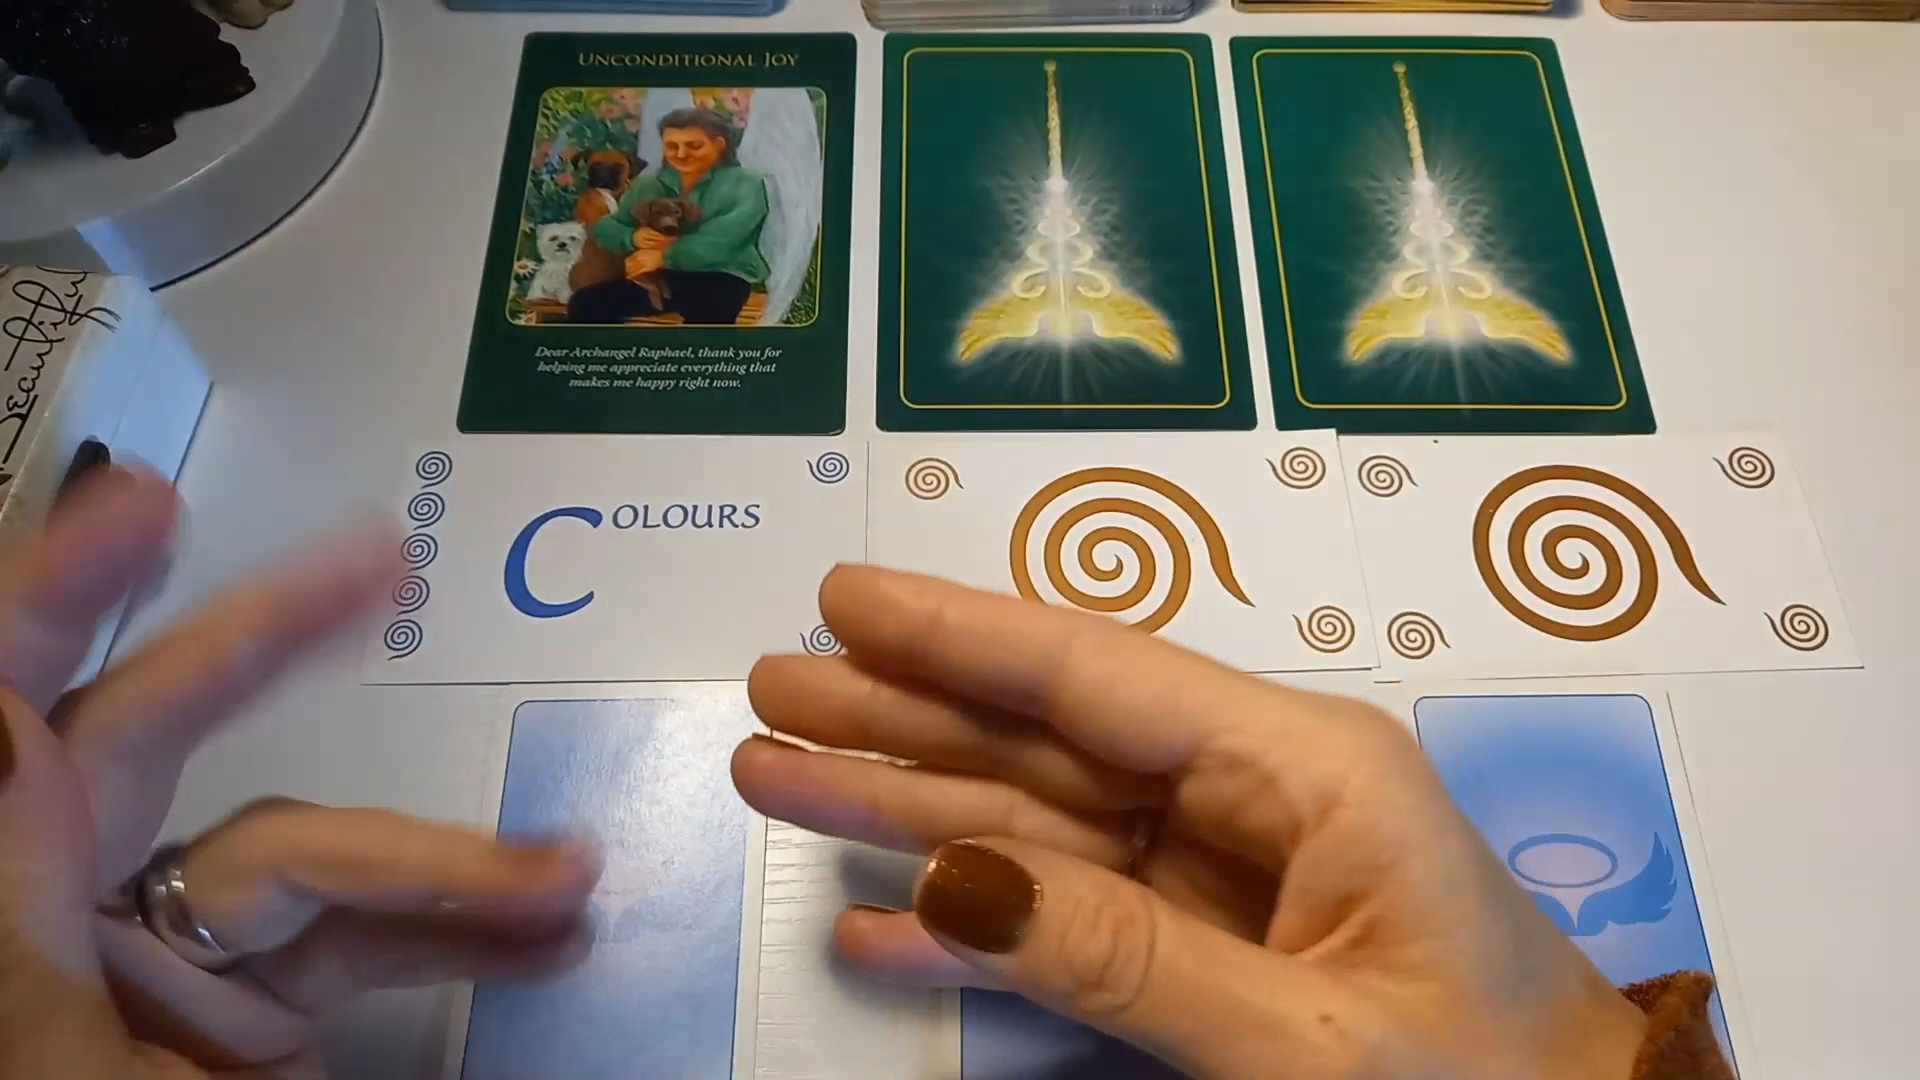 UNCONDITIONAL JOY
Dear Archangel Raphael, thank you for
helping me appreciate everything that
makes me happy right now.
COLOURS
Beautiful